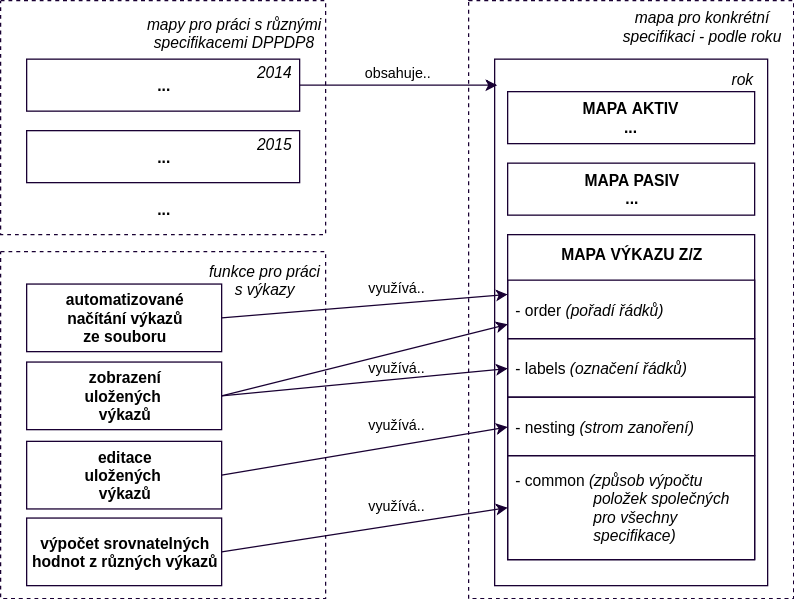 mapy pro práci s různými
specifikacemi DPPDP8
2014
...
2015
...
...
funkce pro práci
s výkazy
automatizované
načítání výkazů
ze souboru
zobrazení
uložených
výkazů
editace
uložených
výkazů
výpočet srovnatelných
hodnot z různých výkazů
obsahuje..
využívá..
využívá..
využívá..
využívá..
mapa pro konkrétní
specifikaci - podle roku
rok
MAPA AKTIV
...
MAPA PASIV
...
MAPA VÝKAZU Z/Z
- order (pořadí řádků)
- labels (označení řádků)
- nesting (strom zanoření)
- common (způsob výpočtu
položek společných
pro všechny
specifikace)